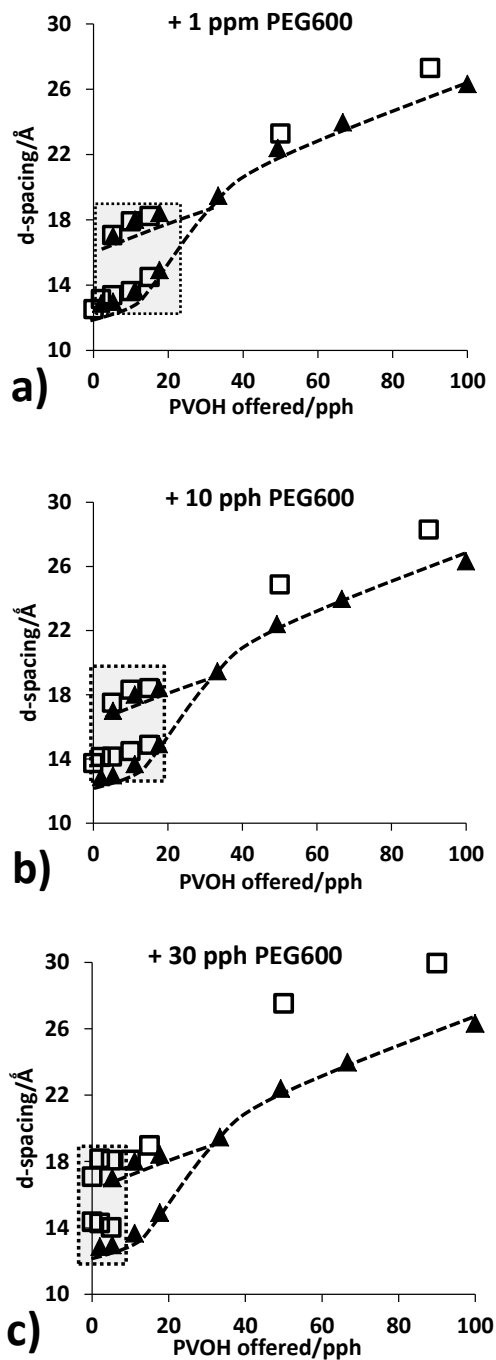 + 1 ppm PEG600
30
26
22
18
14
10
d-spacing/Å
0 20 40 60 80 100
PVOH offered/pph
a)
+ 10 pph PEG600
30
26
22
18
14
10
d-spacing/Å
0 20 40 60 80 100
PVOH offered/pph
b)
+ 30 pph PEG600
30
26
22
18
14
10
d-spacing/Å
0 20 40 60 80 100
PVOH offered/pph
c)